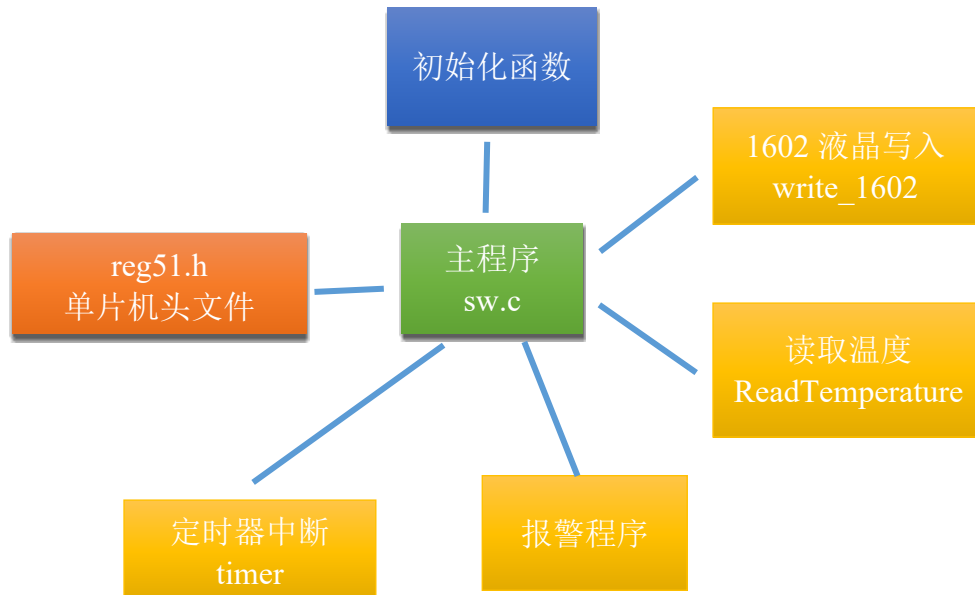 初始化函数
1602 液晶写入
write_1602
reg51.h
单片机头文件
主程序
sw.c
读取温度
ReadTemperature
定时器中断
timer
报警程序